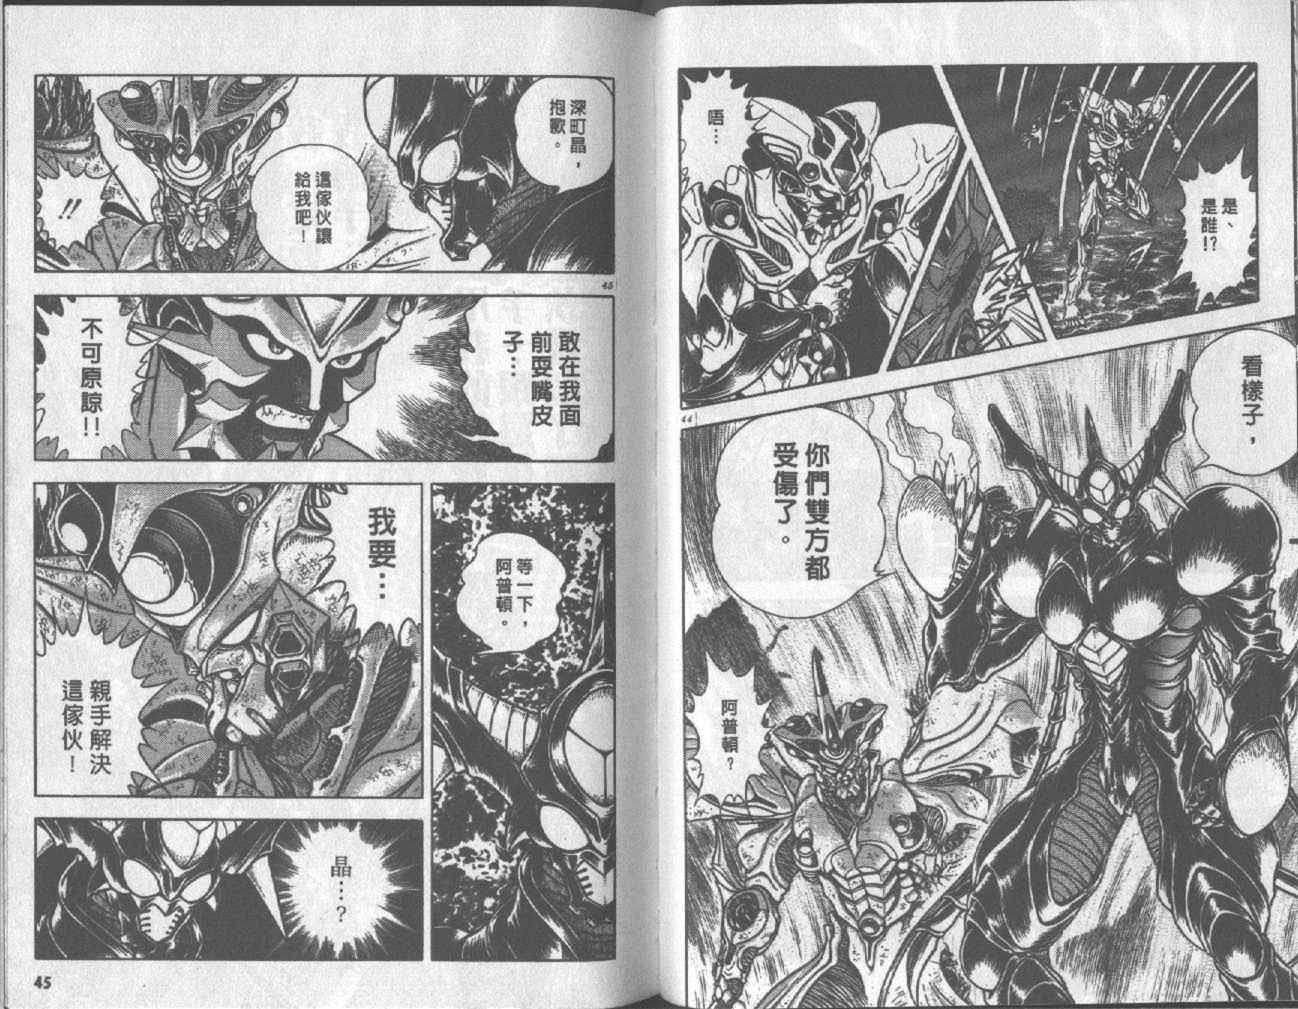 是、
是誰!?
唔…
看樣子，
你們雙方都
受傷了。
阿普頓？
44
深町晶，
抱歉。
這傢伙讓
給我吧！
!!
45
敢在我面
前耍嘴皮
子…
不可原諒!!
等一下，
阿普頓。
我要…
親手解決
這傢伙！
晶…？
45